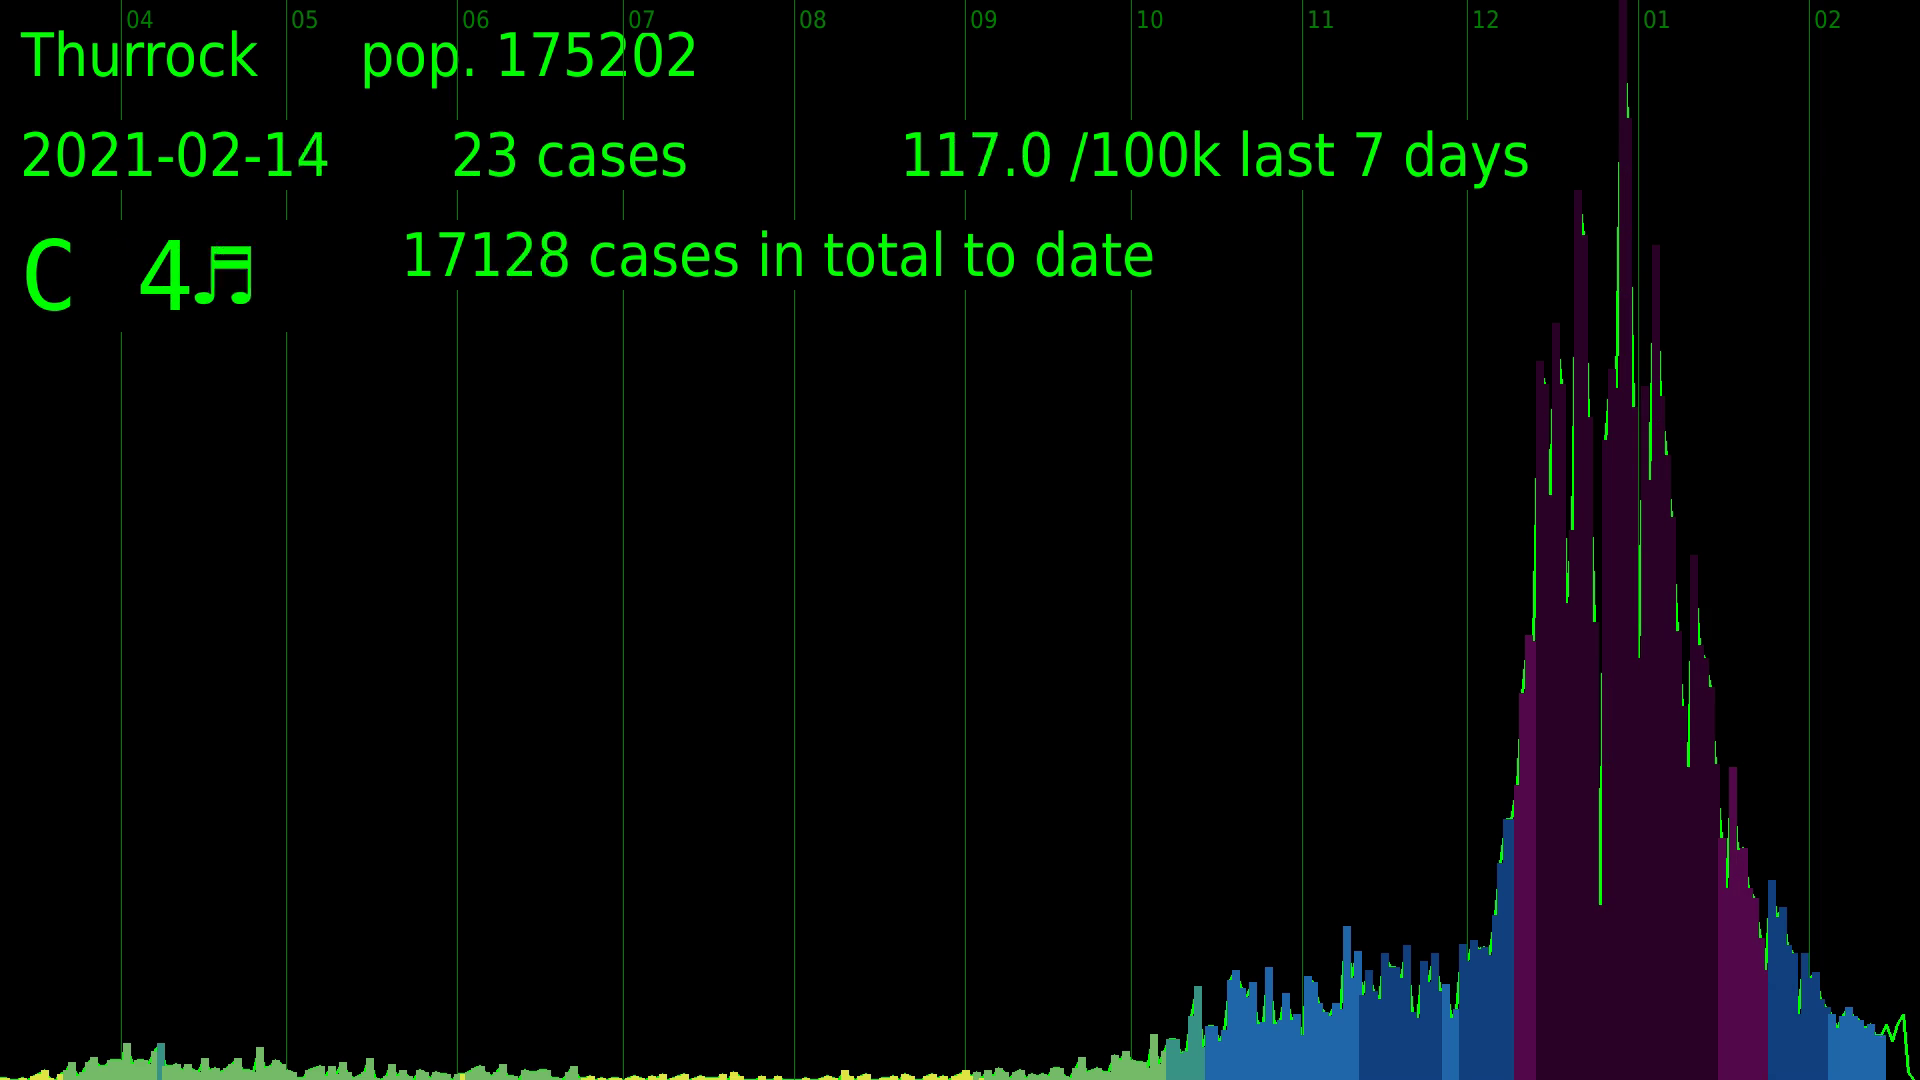 04 05 06 07 08 09 10 11 12 01 02
Thurrock pop. 175202
2021-02-14 23 cases 117.0 /100k last 7 days
C 4♬ 17128 cases in total to date